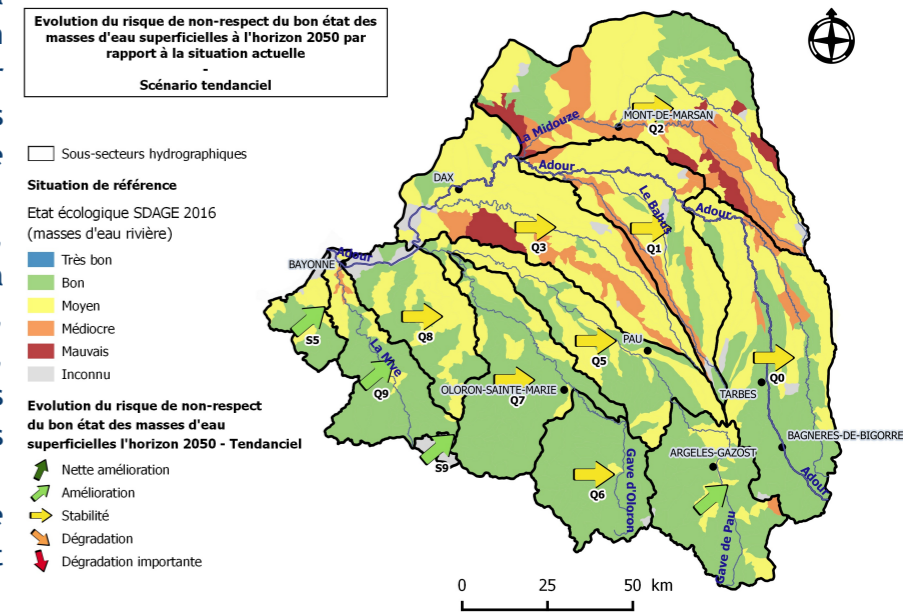 Evolution du risque de non-respect du bon état des
masses d'eau superficielles à l'horizon 2050 par
rapport à la situation actuelle
-
Scénario tendanciel
Sous-secteurs hydrographiques
Situation de référence
Etat écologique SDAGE 2016
(masses d'eau rivière)
Très bon
Bon
Moyen
Médiocre
Mauvais
Inconnu
Evolution du risque de non-respect
du bon état des masses d'eau
superficielles l'horizon 2050 - Tendanciel
Nette amélioration
Amélioration
Stabilité
Dégradation
Dégradation importante
MONT-DE-MARSAN
Q2
La Midouze
Adour
DAX
Le Bahus
Adour
Q3
Q1
Adour
BAYONNE
S5
Q8
La Nive
Q5
PAU
Q9
OLORON-SAINTE-MARIE
Q7
Q0
TARBES
BAGNERES-DE-BIGORRE
ARGELES-GAZOST
S9
Q6
Gave d'Oloron
Adour
Gave de Pau
0 25 50 km